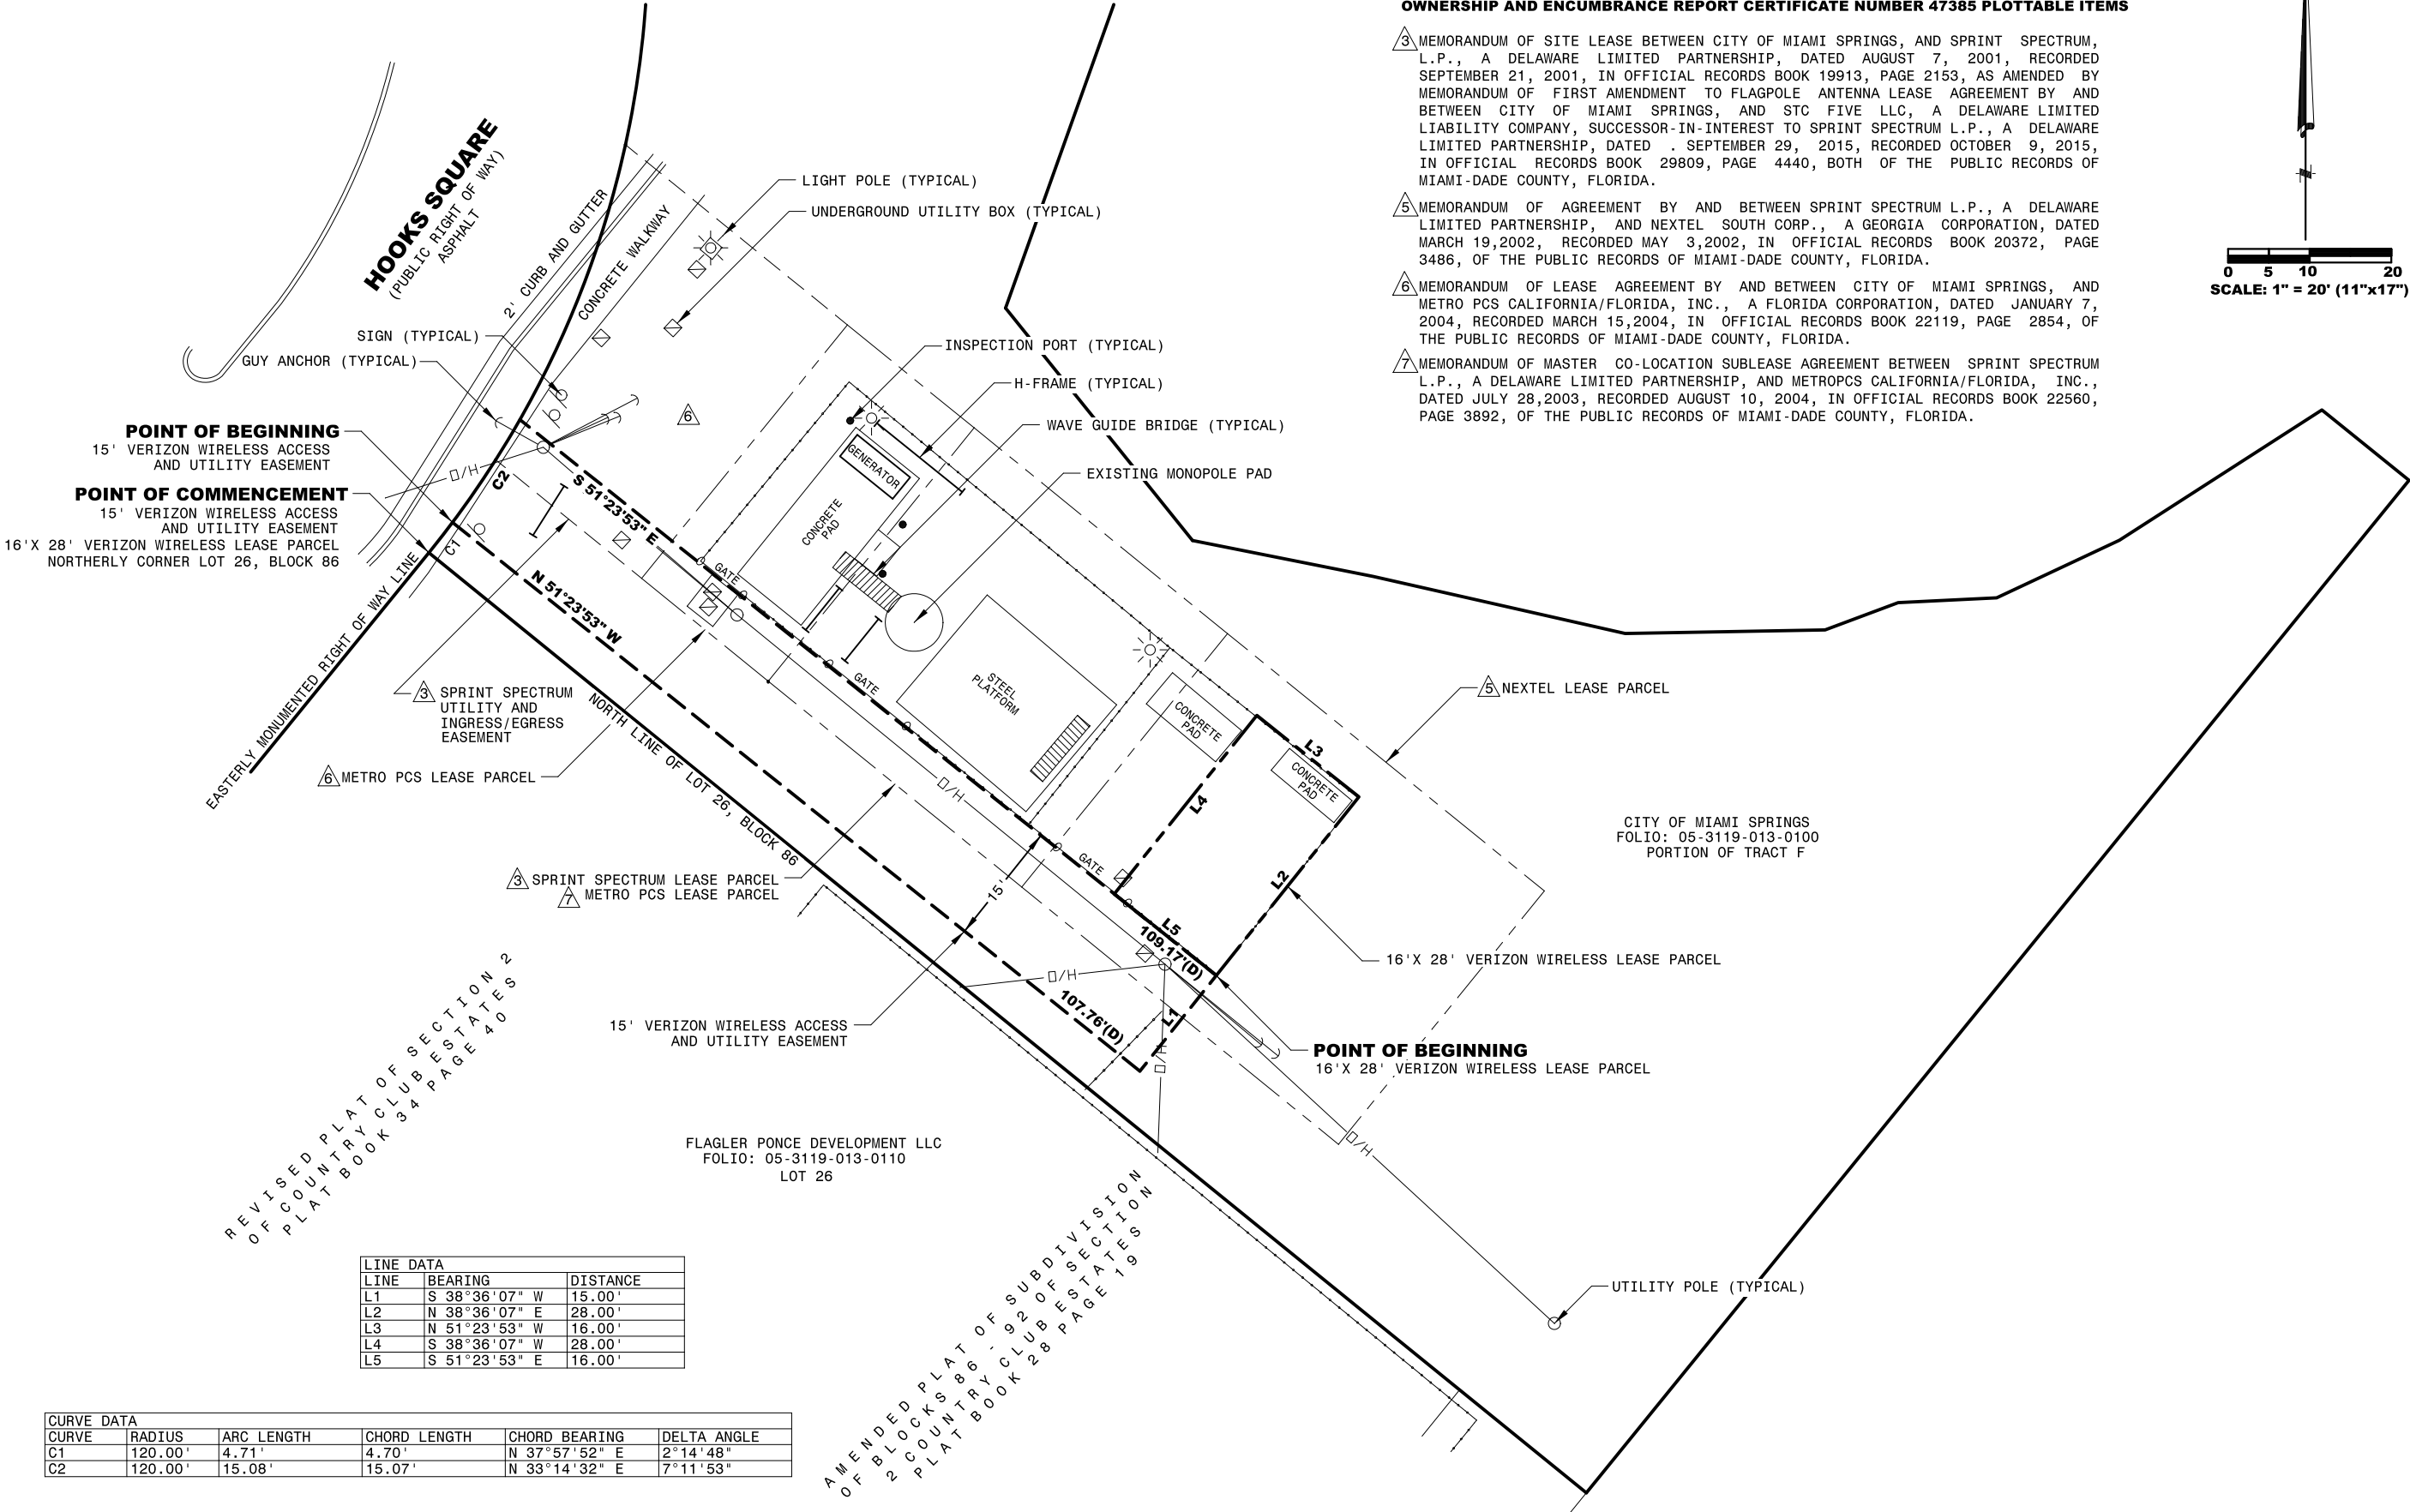 OWNERSHIP AND ENCUMBRANCE REPORT CERTIFICATE NUMBER 47385 PLOTTABLE ITEMS
3 MEMORANDUM OF SITE LEASE BETWEEN CITY OF MIAMI SPRINGS, AND SPRINT SPECTRUM,
L.P., A DELAWARE LIMITED PARTNERSHIP, DATED AUGUST 7, 2001, RECORDED
SEPTEMBER 21, 2001, IN OFFICIAL RECORDS BOOK 19913, PAGE 2153, AS AMENDED BY
MEMORANDUM OF FIRST AMENDMENT TO FLAGPOLE ANTENNA LEASE AGREEMENT BY AND
BETWEEN CITY OF MIAMI SPRINGS, AND STC FIVE LLC, A DELAWARE LIMITED
LIABILITY COMPANY, SUCCESSOR-IN-INTEREST TO SPRINT SPECTRUM L.P., A DELAWARE
LIMITED PARTNERSHIP, DATED . SEPTEMBER 29, 2015, RECORDED OCTOBER 9, 2015,
IN OFFICIAL RECORDS BOOK 29809, PAGE 4440, BOTH OF THE PUBLIC RECORDS OF
MIAMI-DADE COUNTY, FLORIDA.
5 MEMORANDUM OF AGREEMENT BY AND BETWEEN SPRINT SPECTRUM L.P., A DELAWARE
LIMITED PARTNERSHIP, AND NEXTEL SOUTH CORP., A GEORGIA CORPORATION, DATED
MARCH 19,2002, RECORDED MAY 3,2002, IN OFFICIAL RECORDS BOOK 20372, PAGE
3486, OF THE PUBLIC RECORDS OF MIAMI-DADE COUNTY, FLORIDA.
6 MEMORANDUM OF LEASE AGREEMENT BY AND BETWEEN CITY OF MIAMI SPRINGS, AND
METRO PCS CALIFORNIA/FLORIDA, INC., A FLORIDA CORPORATION, DATED JANUARY 7,
2004, RECORDED MARCH 15,2004, IN OFFICIAL RECORDS BOOK 22119, PAGE 2854, OF
THE PUBLIC RECORDS OF MIAMI-DADE COUNTY, FLORIDA.
7 MEMORANDUM OF MASTER CO-LOCATION SUBLEASE AGREEMENT BETWEEN SPRINT SPECTRUM
L.P., A DELAWARE LIMITED PARTNERSHIP, AND METROPCS CALIFORNIA/FLORIDA, INC.,
DATED JULY 28,2003, RECORDED AUGUST 10, 2004, IN OFFICIAL RECORDS BOOK 22560,
PAGE 3892, OF THE PUBLIC RECORDS OF MIAMI-DADE COUNTY, FLORIDA.
N
0 5 10 20
SCALE: 1" = 20' (11"x17")
HOOKS SQUARE
(PUBLIC RIGHT OF WAY)
ASPHALT
2' CURB AND GUTTER
CONCRETE WALKWAY
LIGHT POLE (TYPICAL)
UNDERGROUND UTILITY BOX (TYPICAL)
SIGN (TYPICAL)
GUY ANCHOR (TYPICAL)
INSPECTION PORT (TYPICAL)
H-FRAME (TYPICAL)
WAVE GUIDE BRIDGE (TYPICAL)
EXISTING MONOPOLE PAD
6
POINT OF BEGINNING
15' VERIZON WIRELESS ACCESS
AND UTILITY EASEMENT
POINT OF COMMENCEMENT
15' VERIZON WIRELESS ACCESS
AND UTILITY EASEMENT
16'X 28' VERIZON WIRELESS LEASE PARCEL
NORTHERLY CORNER LOT 26, BLOCK 86
O/H
C2
C1
S 51°23'53" E
N 51°23'53" W
GENERATOR
CONCRETE
PAD
GATE
GATE
STEEL
PLATFORM
CONCRETE
PAD
CONCRETE
PAD
L3
L4
L2
GATE
L5
109.17'(D)
107.76'(D)
L1
15'
O/H
O/H
O/H
O/H
EASTERLY MONUMENTED RIGHT OF WAY LINE
NORTH LINE OF LOT 26, BLOCK 86
3 SPRINT SPECTRUM
UTILITY AND
INGRESS/EGRESS
EASEMENT
6 METRO PCS LEASE PARCEL
3 SPRINT SPECTRUM LEASE PARCEL
7 METRO PCS LEASE PARCEL
5 NEXTEL LEASE PARCEL
CITY OF MIAMI SPRINGS
FOLIO: 05-3119-013-0100
PORTION OF TRACT F
16'X 28' VERIZON WIRELESS LEASE PARCEL
15' VERIZON WIRELESS ACCESS
AND UTILITY EASEMENT
POINT OF BEGINNING
16'X 28' VERIZON WIRELESS LEASE PARCEL
REVISED PLAT OF SECTION 2
OF COUNTRY CLUB ESTATES
PLAT BOOK 34 PAGE 40
FLAGLER PONCE DEVELOPMENT LLC
FOLIO: 05-3119-013-0110
LOT 26
AMENDED PLAT OF SUBDIVISION
OF BLOCKS 86 - 92 OF SECTION
2 COUNTRY CLUB ESTATES
PLAT BOOK 28 PAGE 19
UTILITY POLE (TYPICAL)
LINE DATA
LINE BEARING DISTANCE
L1 S 38°36'07" W 15.00'
L2 N 38°36'07" E 28.00'
L3 N 51°23'53" W 16.00'
L4 S 38°36'07" W 28.00'
L5 S 51°23'53" E 16.00'
CURVE DATA
CURVE RADIUS ARC LENGTH CHORD LENGTH CHORD BEARING DELTA ANGLE
C1 120.00' 4.71' 4.70' N 37°57'52" E 2°14'48"
C2 120.00' 15.08' 15.07' N 33°14'32" E 7°11'53"